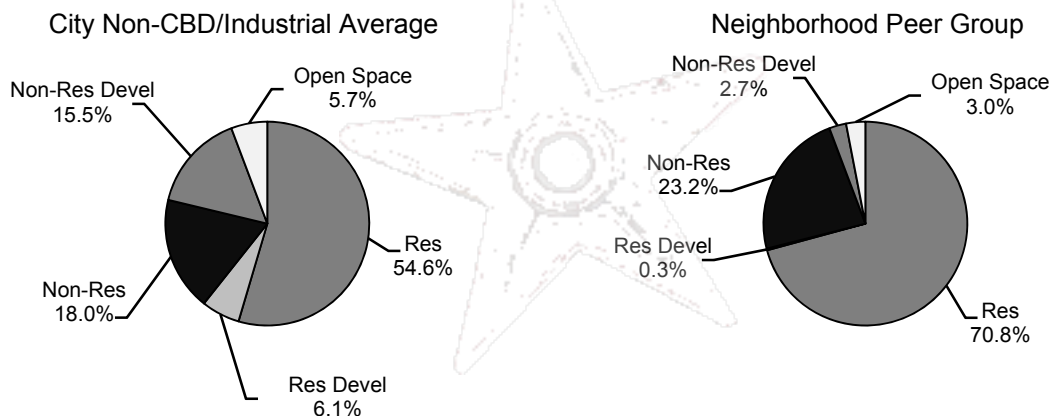 City Non-CBD/Industrial Average
Non-Res Devel
15.5%
Open Space
5.7%
Res
54.6%
Non-Res
18.0%
Res Devel
6.1%
Neighborhood Peer Group
Non-Res Devel
2.7%
Open Space
3.0%
Non-Res
23.2%
Res Devel
0.3%
Res
70.8%